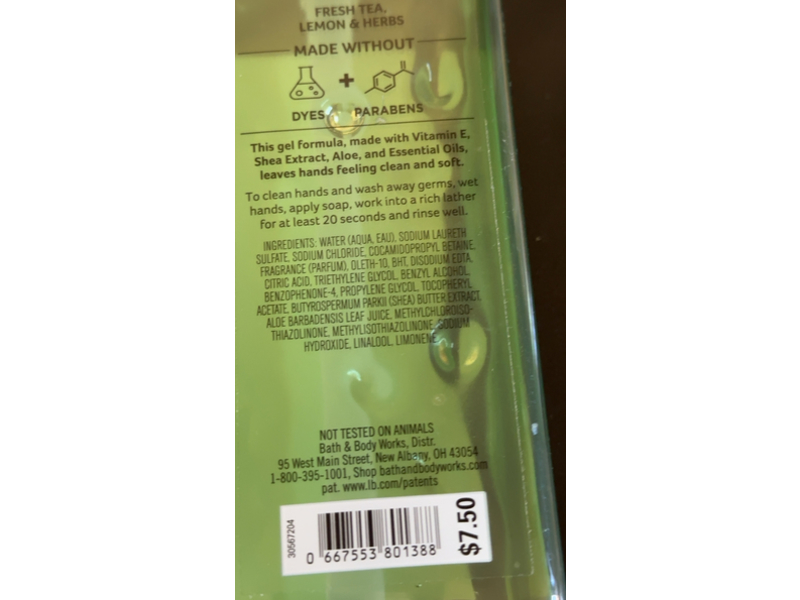 FRESH TEA,
LEMON & HERBS
MADE WITHOUT
+
DYES PARABENS
This gel formula, made with Vitamin E,
Shea Extract, Aloe, and Essential Oils,
leaves hands feeling clean and soft.
To clean hands and wash away germs, wet
hands, apply soap, work into a rich lather
for at least 20 seconds and rinse well.
INGREDIENTS: WATER (AQUA, EAU), SODIUM LAURETH
SULFATE, SODIUM CHLORIDE, COCAMIDOPROPYL BETAINE,
FRAGRANCE (PARFUM), OLETH-10, BHT, DISODIUM EDTA,
CITRIC ACID, TRIETHYLENE GLYCOL, BENZYL ALCOHOL,
BENZOPHENONE-4, PROPYLENE GLYCOL, TOCOPHERYL
ACETATE, BUTYROSPERMUM PARKII (SHEA) BUTTER EXTRACT,
ALOE BARBADENSIS LEAF JUICE, METHYLCHLOROISO-
THIAZOLINONE, METHYLISOTHIAZOLINONE, SODIUM
HYDROXIDE, LINALOOL, LIMONENE.
NOT TESTED ON ANIMALS
Bath & Body Works, Distr.
95 West Main Street, New Albany, OH 43054
1-800-395-1001, Shop bathandbodyworks.com
pat. www.lb.com/patents
30567204
0 667553 801388
$7.50